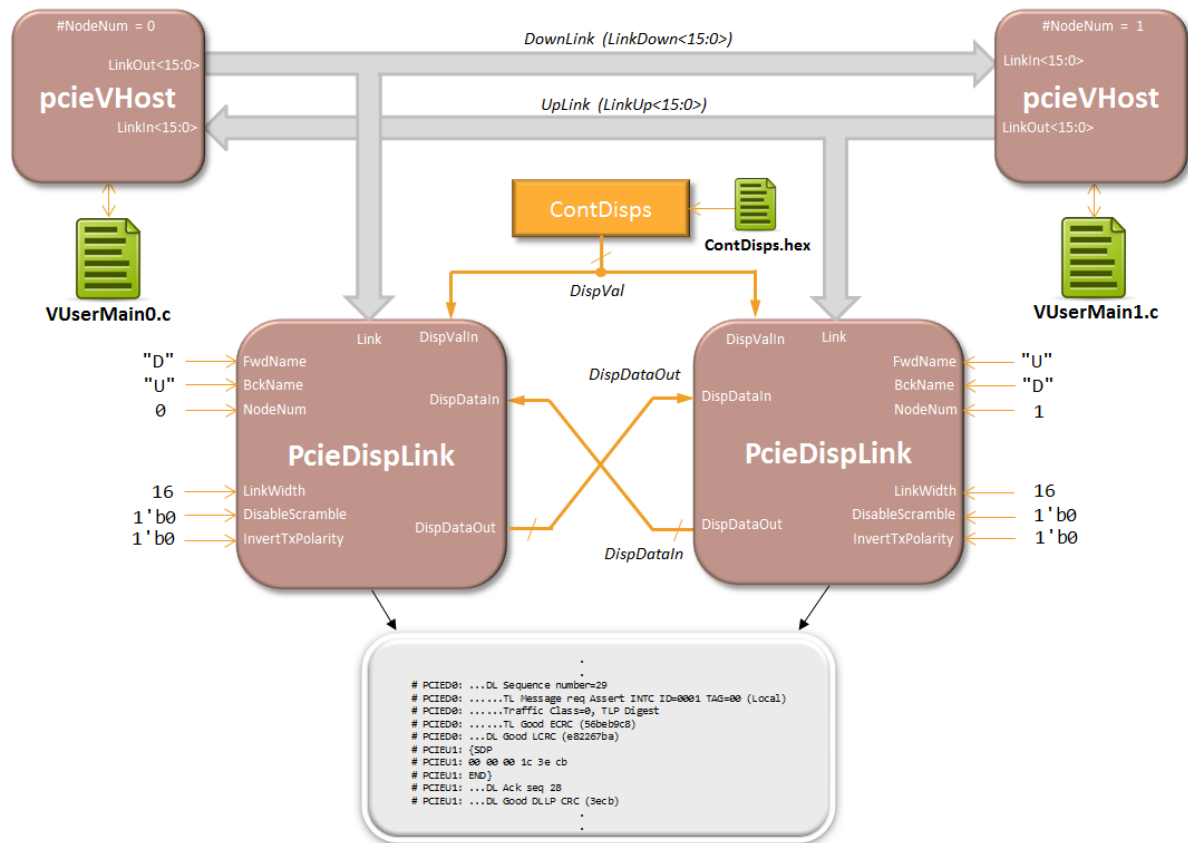 #NodeNum = 0
LinkOut<15:0>
pcieVHost
LinkIn<15:0>
DownLink (LinkDown<15:0>)
UpLink (LinkUp<15:0>)
#NodeNum = 1
LinkIn<15:0>
pcieVHost
LinkOut<15:0>
VUserMain0.c
ContDisps
ContDisps.hex
DispVal
VUserMain1.c
Link
DispValIn
"D"
FwdName
"U"
BckName
0
NodeNum
DispDataIn
PcieDispLink
16
LinkWidth
1'b0
DisableScramble
1'b0
InvertTxPolarity
DispDataOut
DispDataOut
DispDataIn
DispValIn
Link
FwdName
"U"
BckName
"D"
NodeNum
1
DispDataIn
PcieDispLink
LinkWidth
16
DisableScramble
1'b0
InvertTxPolarity
1'b0
DispDataOut
.
.
# PCIED0: ...DL Sequence number=29
# PCIED0: ......TL Message req Assert INTC ID=0001 TAG=00 (Local)
# PCIED0: ......Traffic Class=0, TLP Digest
# PCIED0: ......TL Good ECRC (56beb9c8)
# PCIED0: ...DL Good LCRC (e82267ba)
# PCIEU1: {SDP
# PCIEU1: 00 00 00 1c 3e cb
# PCIEU1: END}
# PCIEU1: ...DL Ack seq 28
# PCIEU1: ...DL Good DLLP CRC (3ecb)
.
.